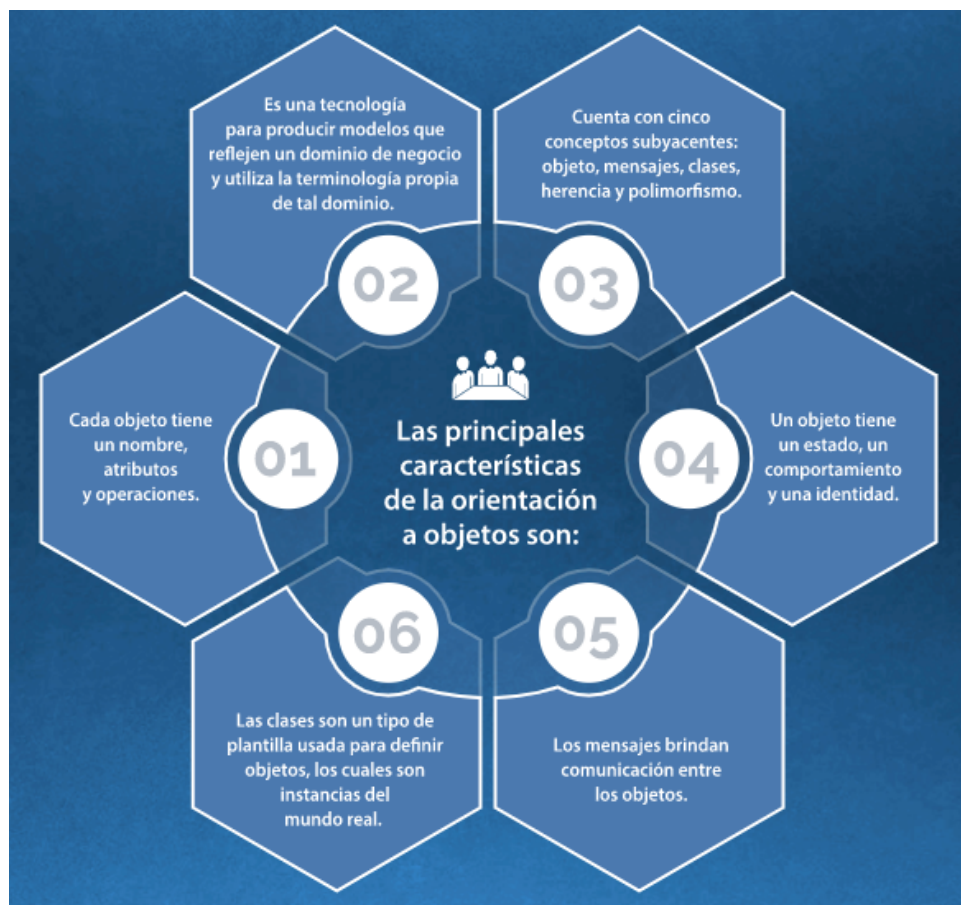 Las principales
características
de la orientación
a objetos son:
01
Cada objeto tiene
un nombre,
atributos
y operaciones.
02
Es una tecnología
para producir modelos que
reflejen un dominio de negocio
y utiliza la terminología propia
de tal dominio.
03
Cuenta con cinco
conceptos subyacentes:
objeto, mensajes, clases,
herencia y polimorfismo.
04
Un objeto tiene
un estado, un
comportamiento
y una identidad.
05
Los mensajes brindan
comunicación entre
los objetos.
06
Las clases son un tipo de
plantilla usada para definir
objetos, los cuales son
instancias del
mundo real.